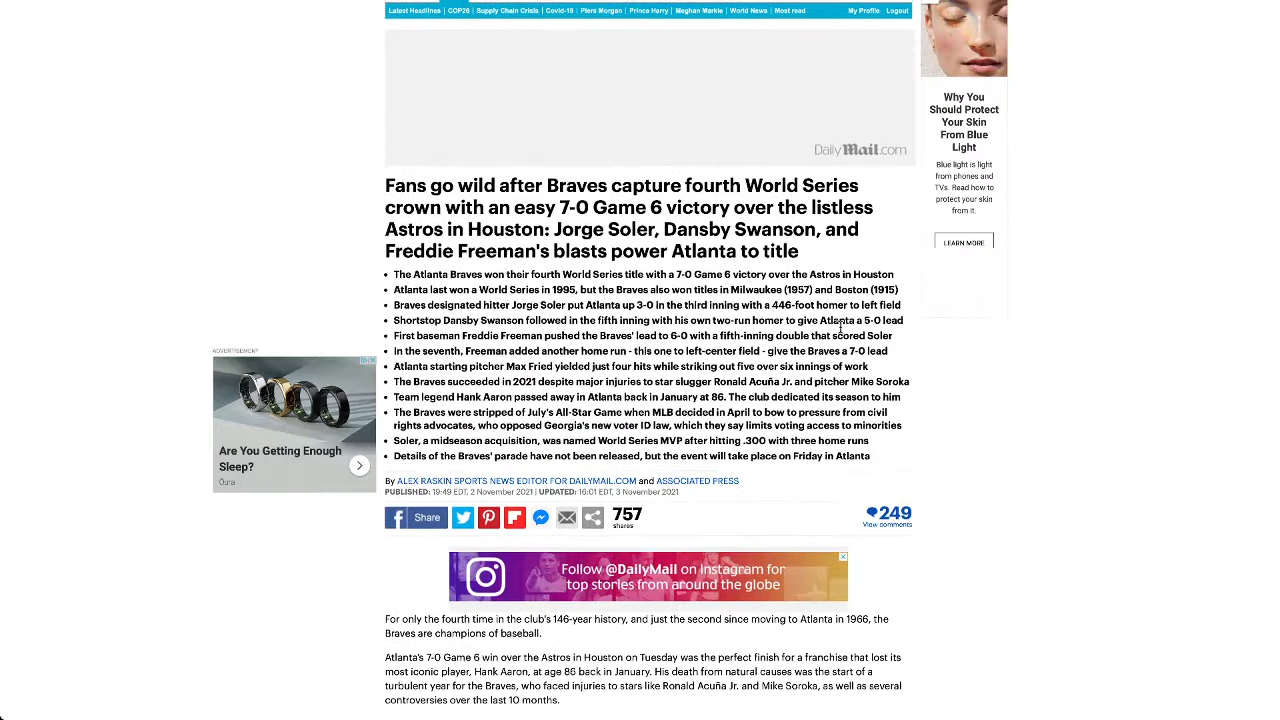 Latest Headlines | COP26 | Supply Chain Crisis | Covid-19 | Piers Morgan | Prince Harry | Meghan Markle | World News | Most read
My Profile | Logout
DailyMail.com
Why You
Should Protect
Your Skin
From Blue
Light
Blue light is light
from phones and
TVs. Read how to
protect your skin
from it.
LEARN MORE
Fans go wild after Braves capture fourth World Series
crown with an easy 7-0 Game 6 victory over the listless
Astros in Houston: Jorge Soler, Dansby Swanson, and
Freddie Freeman's blasts power Atlanta to title
• The Atlanta Braves won their fourth World Series title with a 7-0 Game 6 victory over the Astros in Houston
• Atlanta last won a World Series in 1995, but the Braves also won titles in Milwaukee (1957) and Boston (1915)
• Braves designated hitter Jorge Soler put Atlanta up 3-0 in the third inning with a 446-foot homer to left field
• Shortstop Dansby Swanson followed in the fifth inning with his own two-run homer to give Atlanta a 5-0 lead
• First baseman Freddie Freeman pushed the Braves' lead to 6-0 with a fifth-inning double that scored Soler
• In the seventh, Freeman added another home run - this one to left-center field - give the Braves a 7-0 lead
• Atlanta starting pitcher Max Fried yielded just four hits while striking out five over six innings of work
• The Braves succeeded in 2021 despite major injuries to star slugger Ronald Acuña Jr. and pitcher Mike Soroka
• Team legend Hank Aaron passed away in Atlanta back in January at 86. The club dedicated its season to him
• The Braves were stripped of July's All-Star Game when MLB decided in April to bow to pressure from civil
rights advocates, who opposed Georgia's new voter ID law, which they say limits voting access to minorities
• Soler, a midseason acquisition, was named World Series MVP after hitting .300 with three home runs
• Details of the Braves' parade have not been released, but the event will take place on Friday in Atlanta
ADVERTISEMENT
Are You Getting Enough
Sleep?
Oura
By ALEX RASKIN SPORTS NEWS EDITOR FOR DAILYMAIL.COM and ASSOCIATED PRESS
PUBLISHED: 19:49 EDT, 2 November 2021 | UPDATED: 16:01 EDT, 3 November 2021
Share
757
shares
249
View comments
Follow @DailyMail on Instagram for
top stories from around the globe
For only the fourth time in the club's 146-year history, and just the second since moving to Atlanta in 1966, the
Braves are champions of baseball.
Atlanta's 7-0 Game 6 win over the Astros in Houston on Tuesday was the perfect finish for a franchise that lost its
most iconic player, Hank Aaron, at age 86 back in January. His death from natural causes was the start of a
turbulent year for the Braves, who faced injuries to stars like Ronald Acuña Jr. and Mike Soroka, as well as several
controversies over the last 10 months.